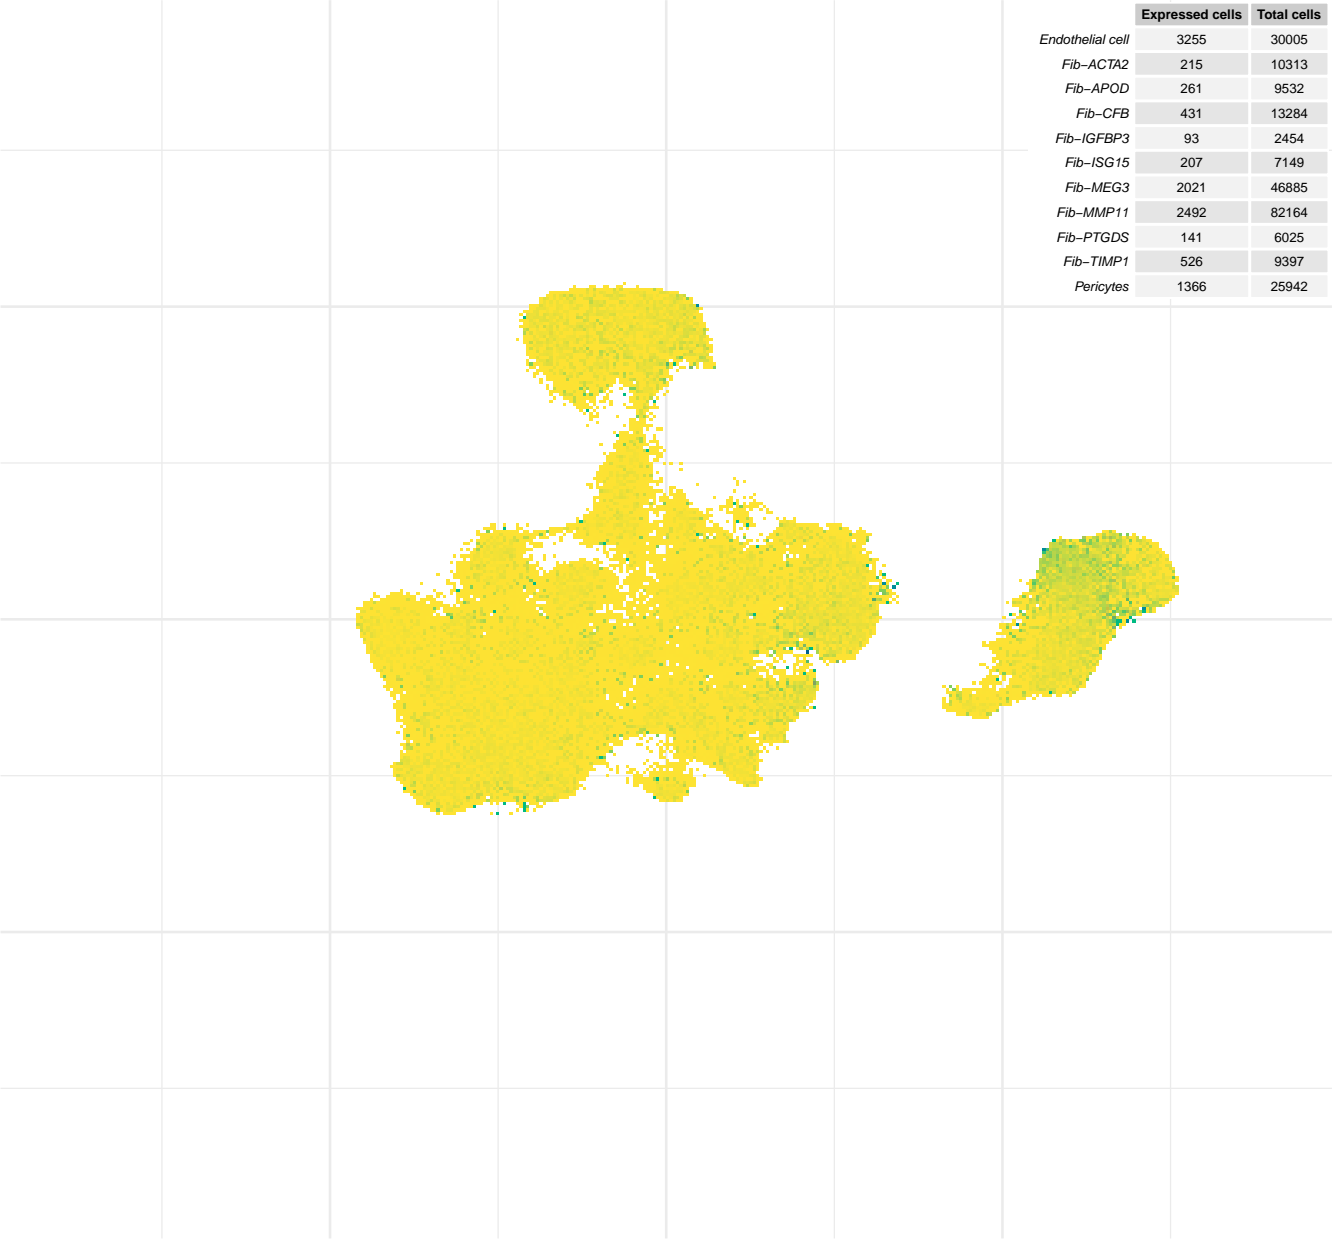 Expressed cells Total cells
Endothelial cell 3255 30005
Fib−ACTA2 215 10313
Fib−APOD 261 9532
Fib−CFB 431 13284
Fib−IGFBP3 93 2454
Fib−ISG15 207 7149
Fib−MEG3 2021 46885
Fib−MMP11 2492 82164
Fib−PTGDS 141 6025
Fib−TIMP1 526 9397
Pericytes 1366 25942